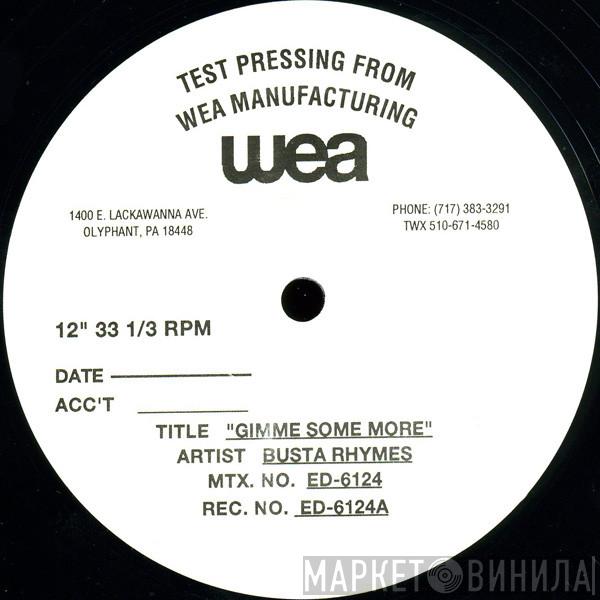 TEST PRESSING FROM
WEA MANUFACTURING
wea
1400 E. LACKAWANNA AVE.
OLYPHANT, PA 18448
PHONE: (717) 383-3291
TWX 510-671-4580
12" 33 1/3 RPM
DATE
ACC'T
TITLE "GIMME SOME MORE"
ARTIST BUSTA RHYMES
MTX. NO. ED-6124
REC. NO. ED-6124A
МАРКЕТ ВИНИЛА